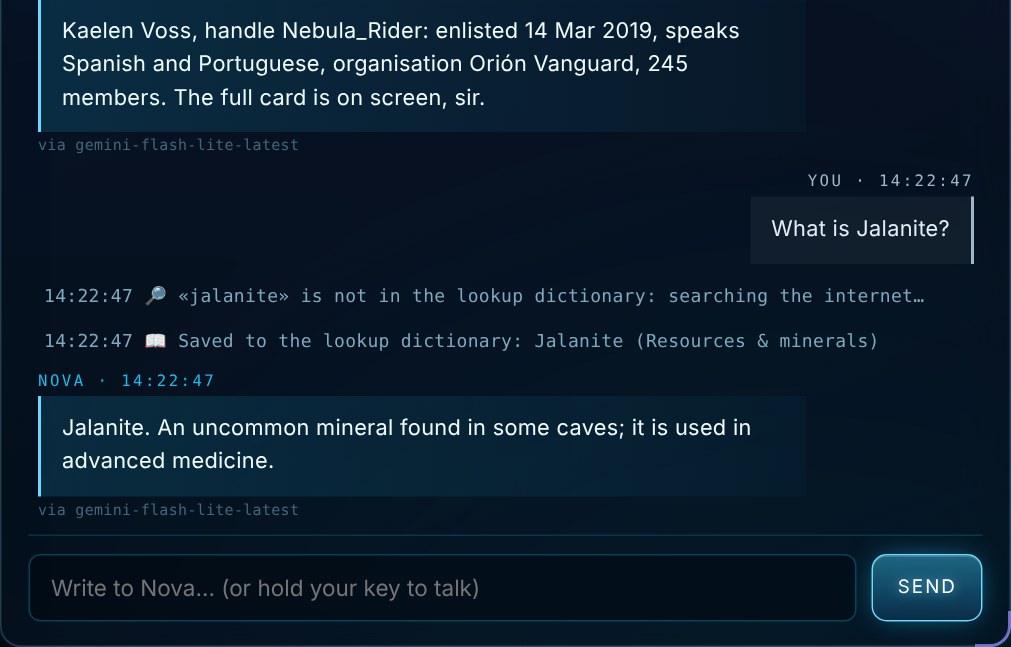 Kaelen Voss, handle Nebula_Rider: enlisted 14 Mar 2019, speaks
Spanish and Portuguese, organisation Orión Vanguard, 245
members. The full card is on screen, sir.
via gemini-flash-lite-latest
YOU · 14:22:47
What is Jalanite?
14:22:47 🔎 «jalanite» is not in the lookup dictionary: searching the internet…
14:22:47 📖 Saved to the lookup dictionary: Jalanite (Resources & minerals)
NOVA · 14:22:47
Jalanite. An uncommon mineral found in some caves; it is used in
advanced medicine.
via gemini-flash-lite-latest
Write to Nova... (or hold your key to talk)
SEND